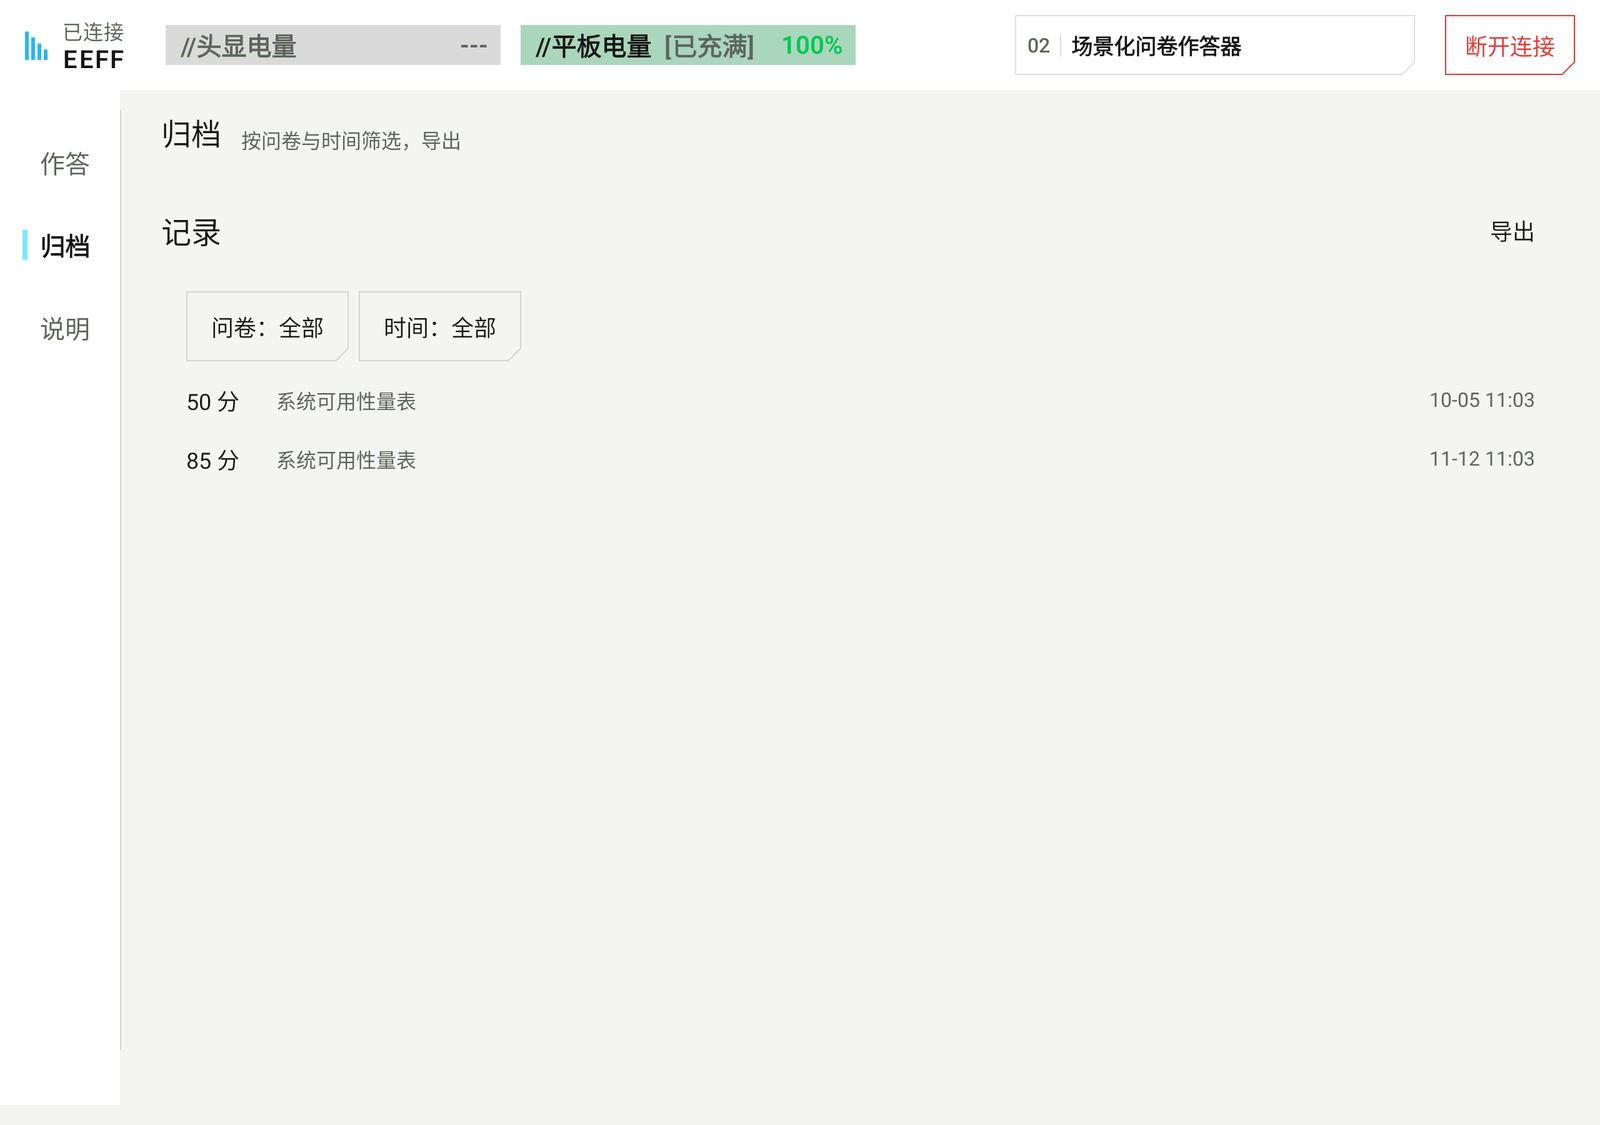 已连接
EEFF
//头显电量 ---
//平板电量 [已充满] 100%
02 场景化问卷作答器
断开连接
作答
归档
说明
归档 按问卷与时间筛选，导出
记录 导出
问卷：全部 时间：全部
50 分 系统可用性量表 10-05 11:03
85 分 系统可用性量表 11-12 11:03